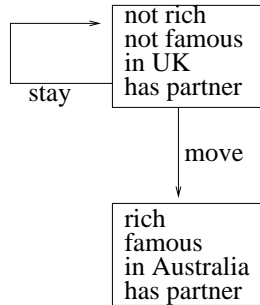 not rich
not famous
in UK
has partner
stay
move
rich
famous
in Australia
has partner